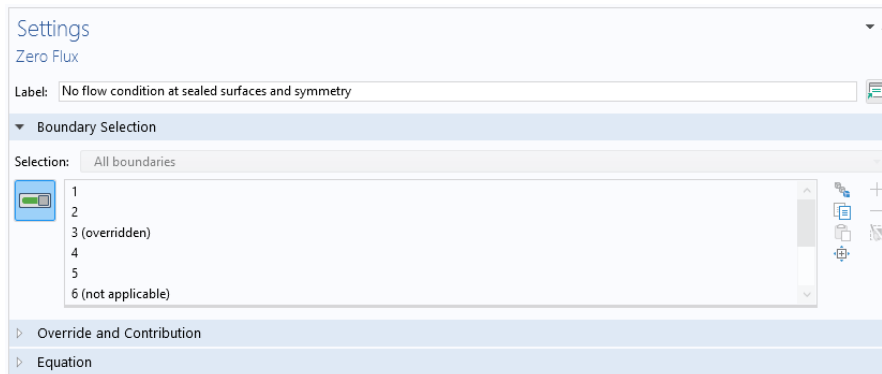 Settings
Zero Flux
Label: No flow condition at sealed surfaces and symmetry
Boundary Selection
Selection: All boundaries
1
2
3 (overridden)
4
5
6 (not applicable)
Override and Contribution
Equation